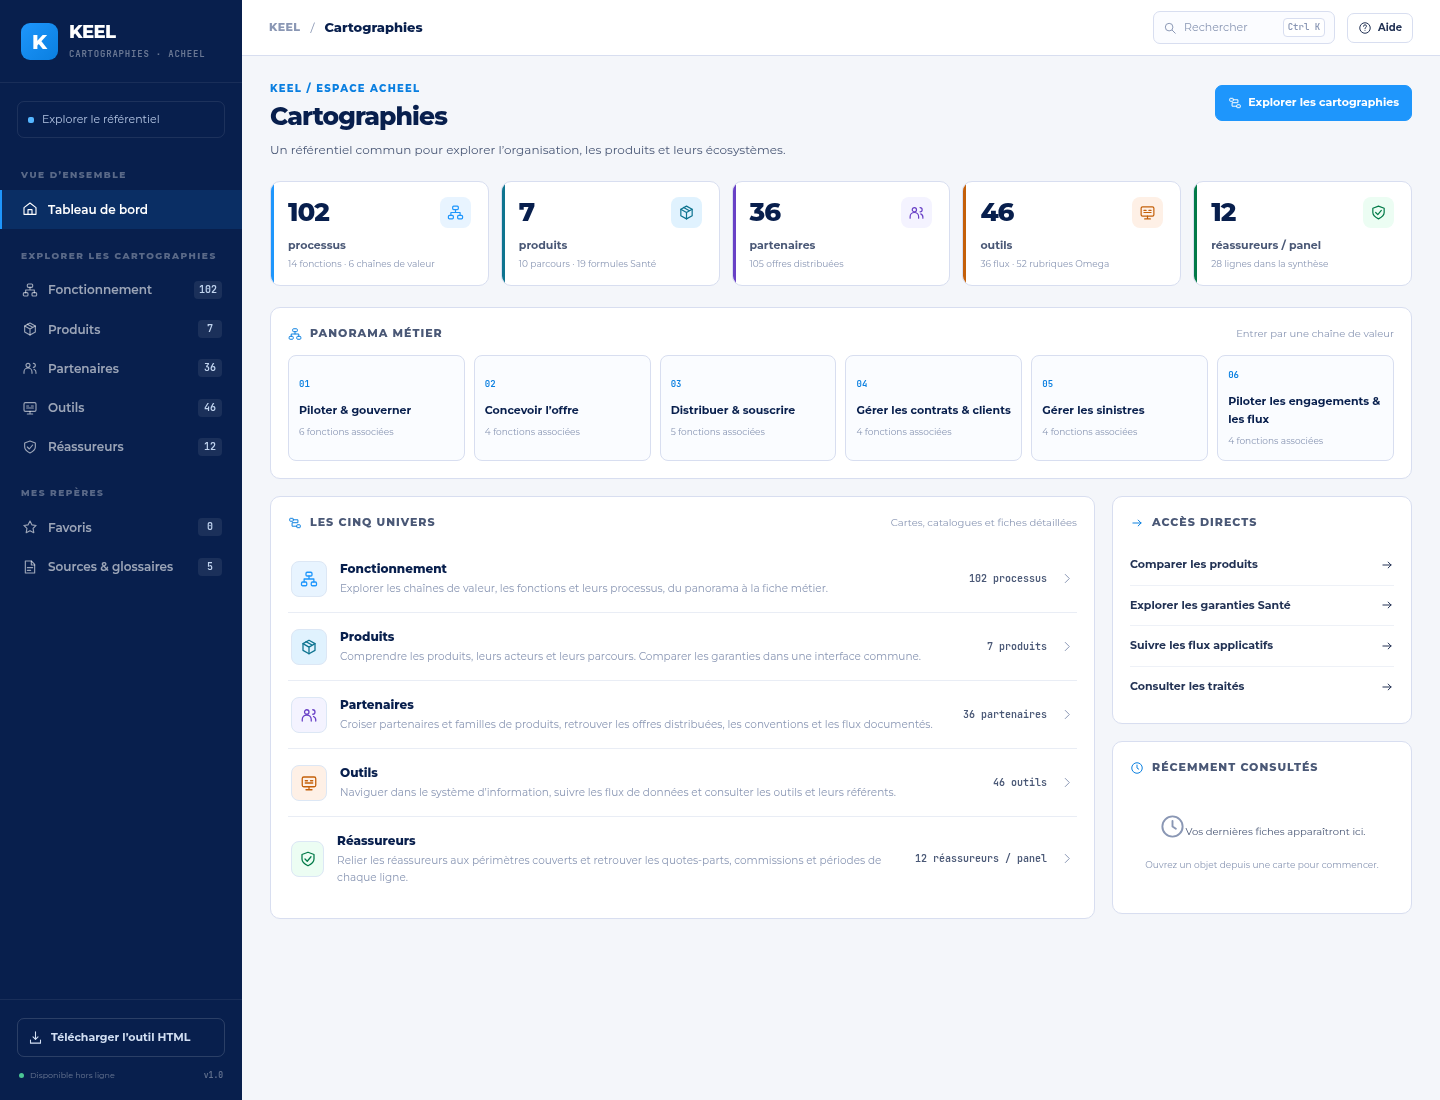 K
KEEL
CARTOGRAPHIES · ACHEEL
Explorer le référentiel
VUE D’ENSEMBLE
Tableau de bord
EXPLORER LES CARTOGRAPHIES
Fonctionnement 102
Produits 7
Partenaires 36
Outils 46
Réassureurs 12
MES REPÈRES
Favoris 0
Sources & glossaires 5
Télécharger l’outil HTML
Disponible hors ligne v1.0
KEEL / Cartographies
Rechercher Ctrl K
Aide
KEEL / ESPACE ACHEEL
Cartographies
Un référentiel commun pour explorer l’organisation, les produits et leurs écosystèmes.
Explorer les cartographies
102
processus
14 fonctions · 6 chaînes de valeur
7
produits
10 parcours · 19 formules Santé
36
partenaires
105 offres distribuées
46
outils
36 flux · 52 rubriques Omega
12
réassureurs / panel
28 lignes dans la synthèse
PANORAMA MÉTIER
Entrer par une chaîne de valeur
01
Piloter & gouverner
6 fonctions associées
02
Concevoir l’offre
4 fonctions associées
03
Distribuer & souscrire
5 fonctions associées
04
Gérer les contrats & clients
4 fonctions associées
05
Gérer les sinistres
4 fonctions associées
06
Piloter les engagements &
les flux
4 fonctions associées
LES CINQ UNIVERS
Cartes, catalogues et fiches détaillées
Fonctionnement
Explorer les chaînes de valeur, les fonctions et leurs processus, du panorama à la fiche métier.
102 processus
Produits
Comprendre les produits, leurs acteurs et leurs parcours. Comparer les garanties dans une interface commune.
7 produits
Partenaires
Croiser partenaires et familles de produits, retrouver les offres distribuées, les conventions et les flux documentés.
36 partenaires
Outils
Naviguer dans le système d’information, suivre les flux de données et consulter les outils et leurs référents.
46 outils
Réassureurs
Relier les réassureurs aux périmètres couverts et retrouver les quotes-parts, commissions et périodes de
chaque ligne.
12 réassureurs / panel
ACCÈS DIRECTS
Comparer les produits
Explorer les garanties Santé
Suivre les flux applicatifs
Consulter les traités
RÉCEMMENT CONSULTÉS
Vos dernières fiches apparaîtront ici.
Ouvrez un objet depuis une carte pour commencer.